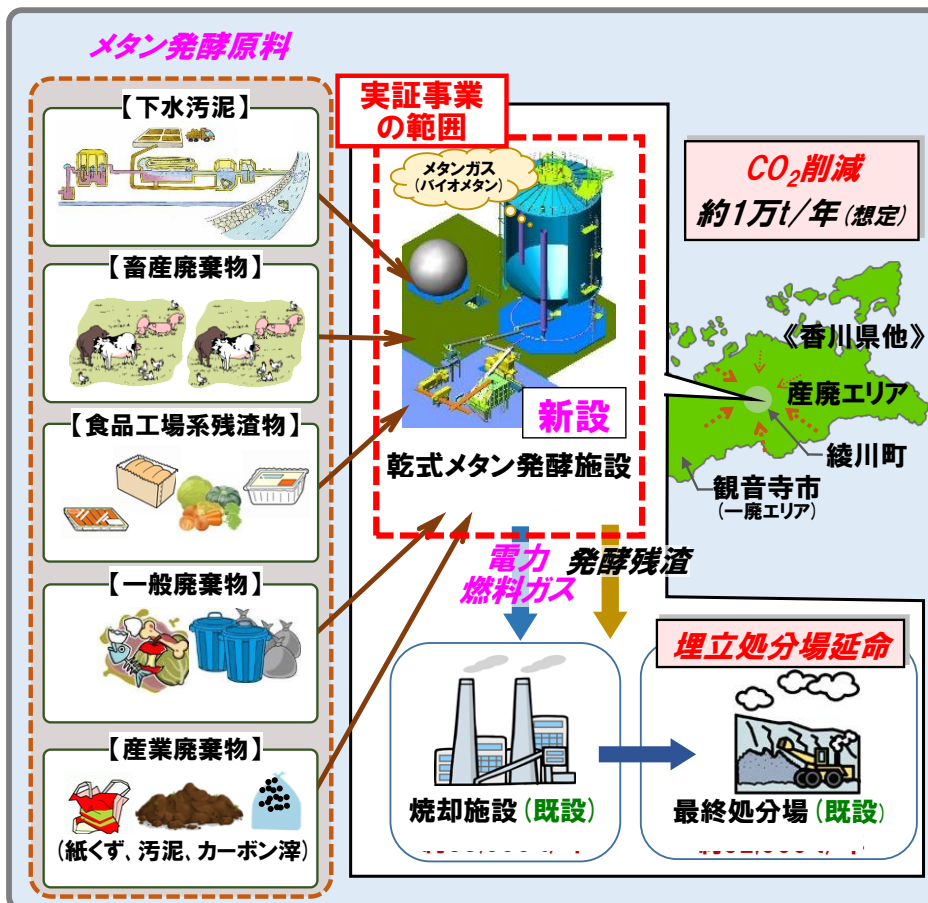 メタン発酵原料
【下水汚泥】
【畜産廃棄物】
【食品工場系残渣物】
【一般廃棄物】
【産業廃棄物】
(紙くず、汚泥、カーボン滓)
実証事業
の範囲
メタンガス
(バイオメタン)
新設
乾式メタン発酵施設
電力
燃料ガス
発酵残渣
CO₂削減
約1万t/年(想定)
《香川県他》
産廃エリア
綾川町
観音寺市
(一廃エリア)
埋立処分場延命
焼却施設(既設)
最終処分場(既設)